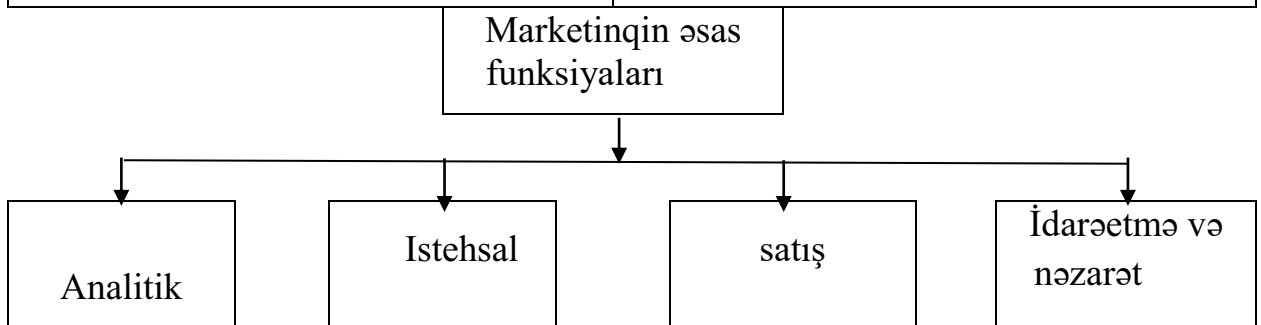 Marketinqin əsas
funksiyaları
Analitik
Istehsal
satış
İdarəetmə və
nəzarət